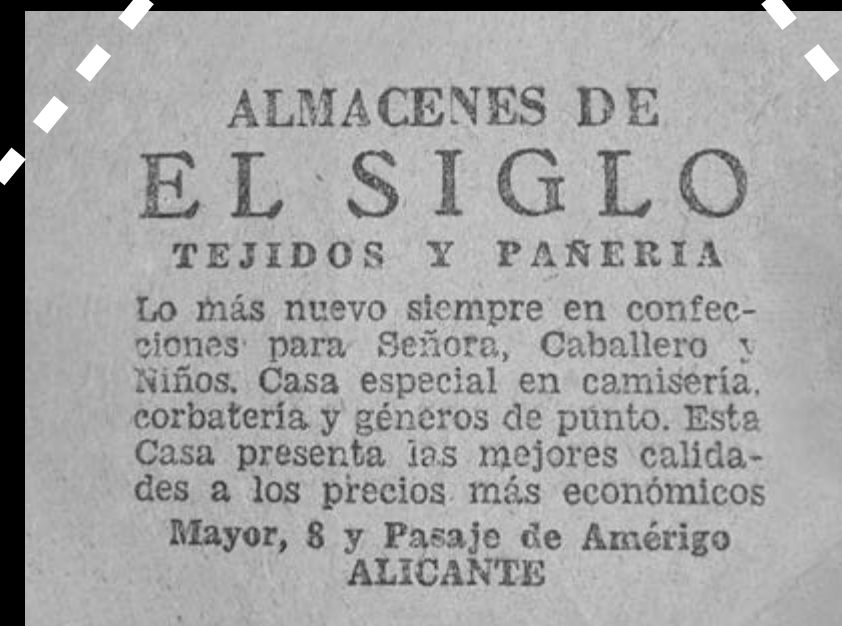 ALMACENES DE
EL SIGLO
TEJIDOS Y PAÑERIA
Lo más nuevo siempre en confec-
ciones para Señora, Caballero y
Niños. Casa especial en camisería,
corbatería y géneros de punto. Esta
Casa presenta las mejores calida-
des a los precios más económicos
Mayor, 8 y Pasaje de Amérigo
ALICANTE